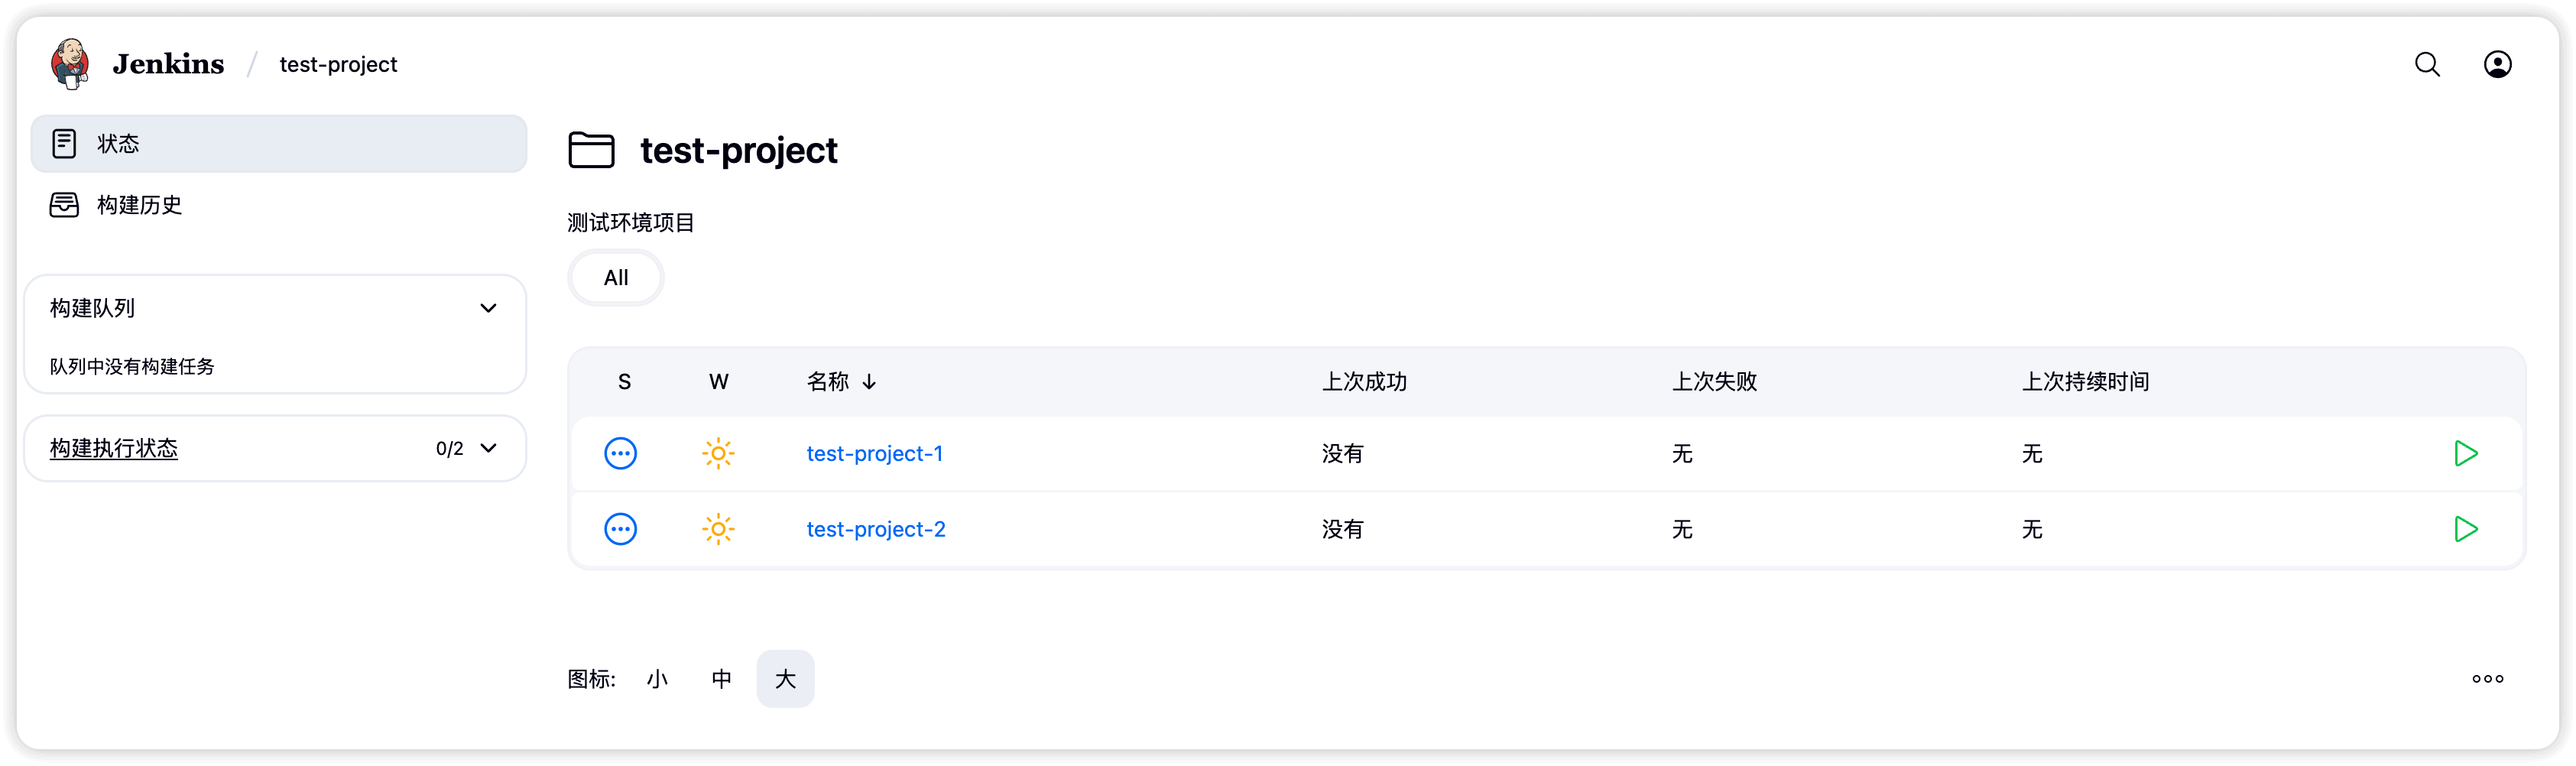 Jenkins / test-project
状态
构建历史
构建队列
队列中没有构建任务
构建执行状态 0/2
test-project
测试环境项目
All
S W 名称 ↓ 上次成功 上次失败 上次持续时间
test-project-1 没有 无 无
test-project-2 没有 无 无
图标: 小 中 大